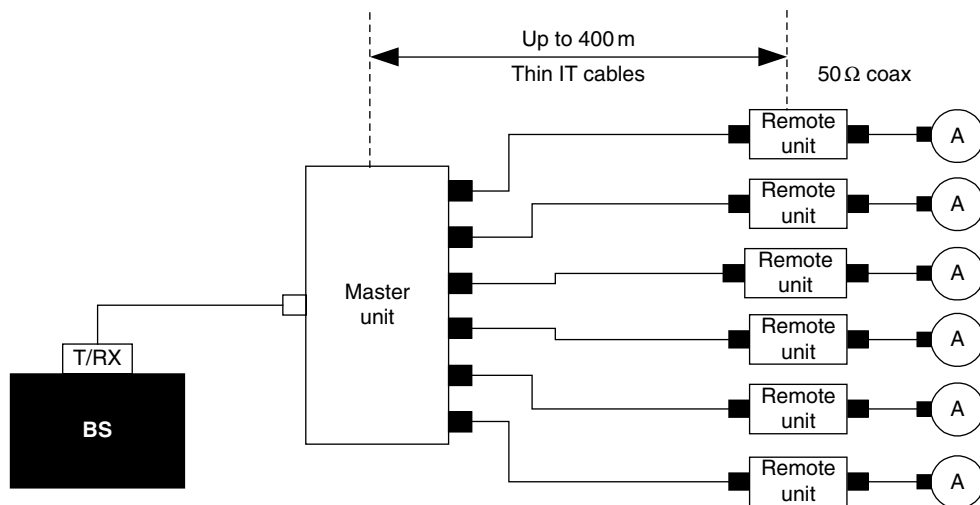 Up to 400 m
Thin IT cables
50 Ω coax
Remote
unit
A
Remote
unit
A
Remote
unit
A
Remote
unit
A
Remote
unit
A
Remote
unit
A
Master
unit
T/RX
BS